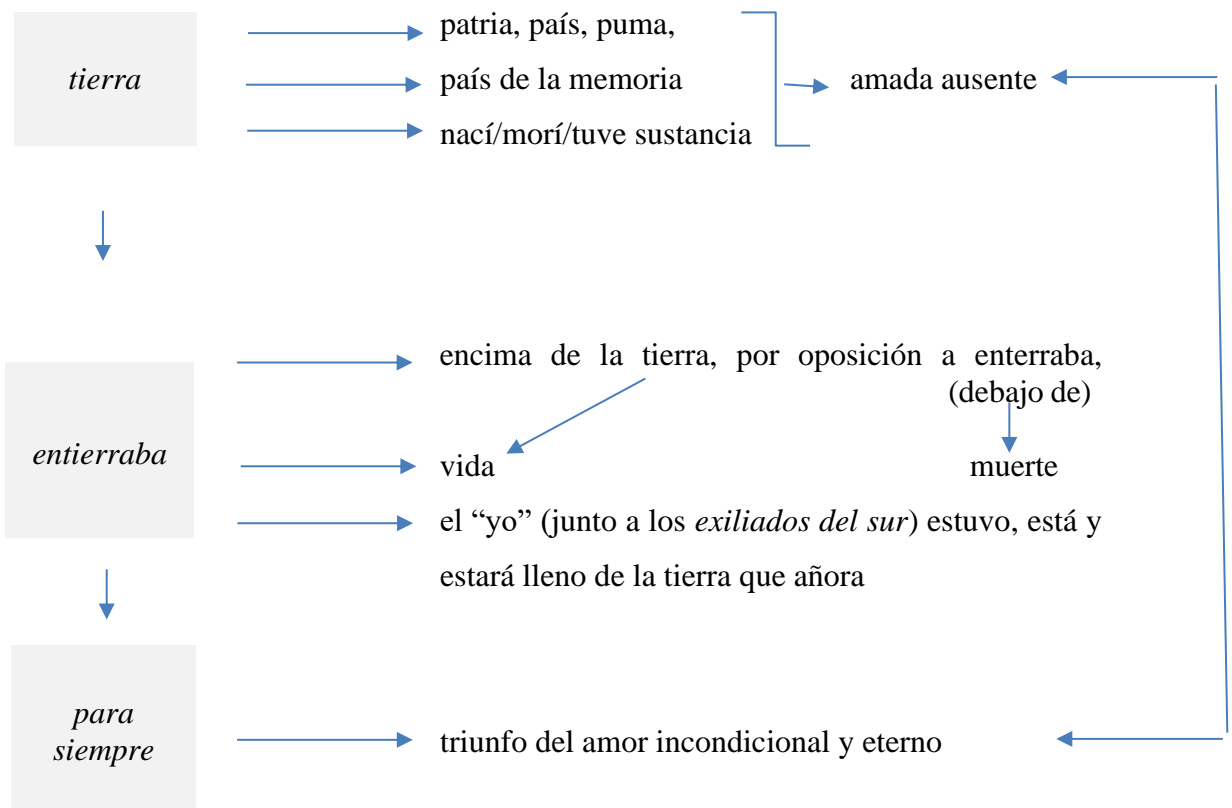 tierra
patria, país, puma,
país de la memoria
nací/morí/tuve sustancia
amada ausente
entierraba
encima de la tierra, por oposición a enterraba,
(debajo de)
vida
muerte
el “yo” (junto a los exiliados del sur) estuvo, está y
estará lleno de la tierra que añora
para
siempre
triunfo del amor incondicional y eterno